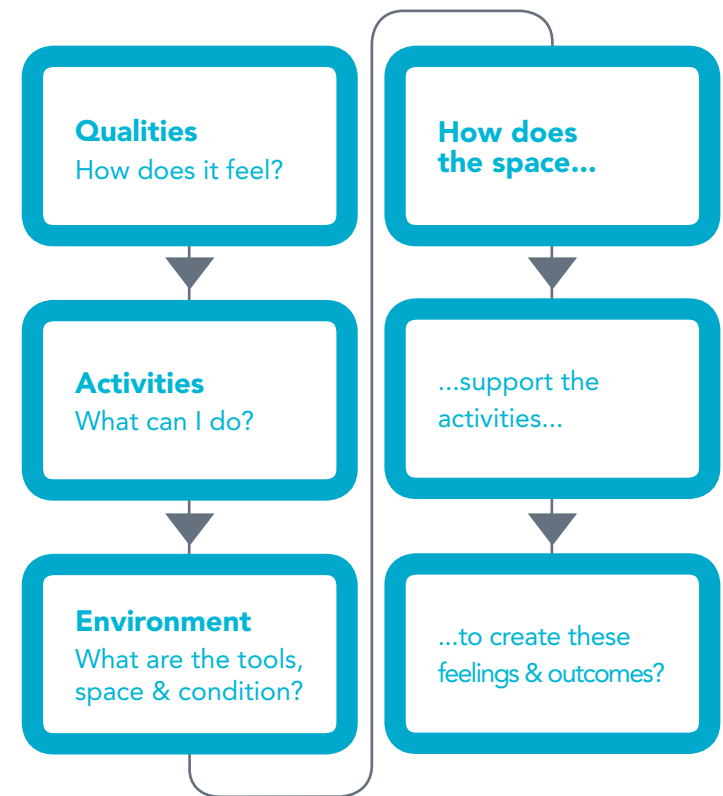 Qualities
How does it feel?
Activities
What can I do?
Environment
What are the tools,
space & condition?
How does
the space...
...support the
activities...
...to create these
feelings & outcomes?